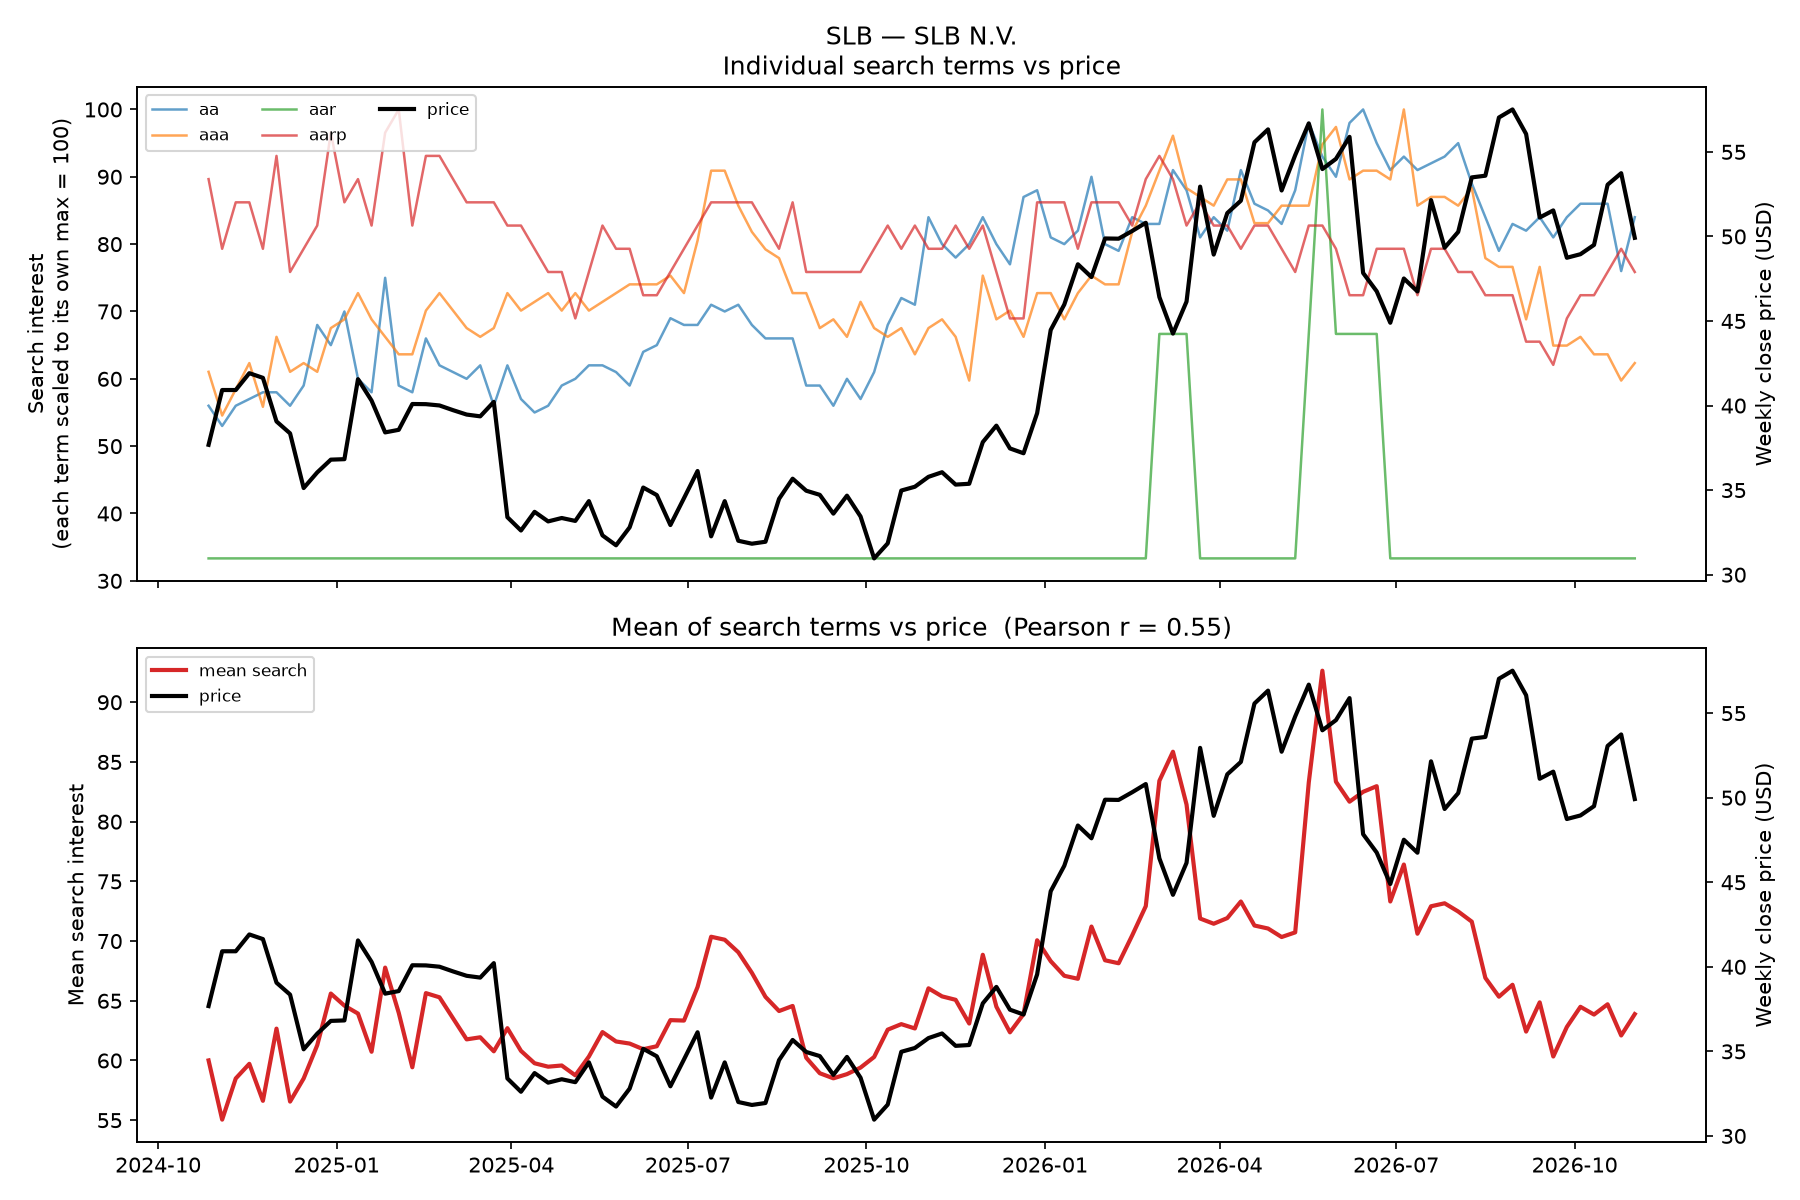 SLB — SLB N.V.
Individual search terms vs price
aa
aaa
aar
aarp
price
Search interest
(each term scaled to its own max = 100)
100
90
80
70
60
50
40
30
55
50
45
40
35
30
Weekly close price (USD)
Mean of search terms vs price (Pearson r = 0.55)
mean search
price
Mean search interest
90
85
80
75
70
65
60
55
55
50
45
40
35
30
Weekly close price (USD)
2024-10
2025-01
2025-04
2025-07
2025-10
2026-01
2026-04
2026-07
2026-10